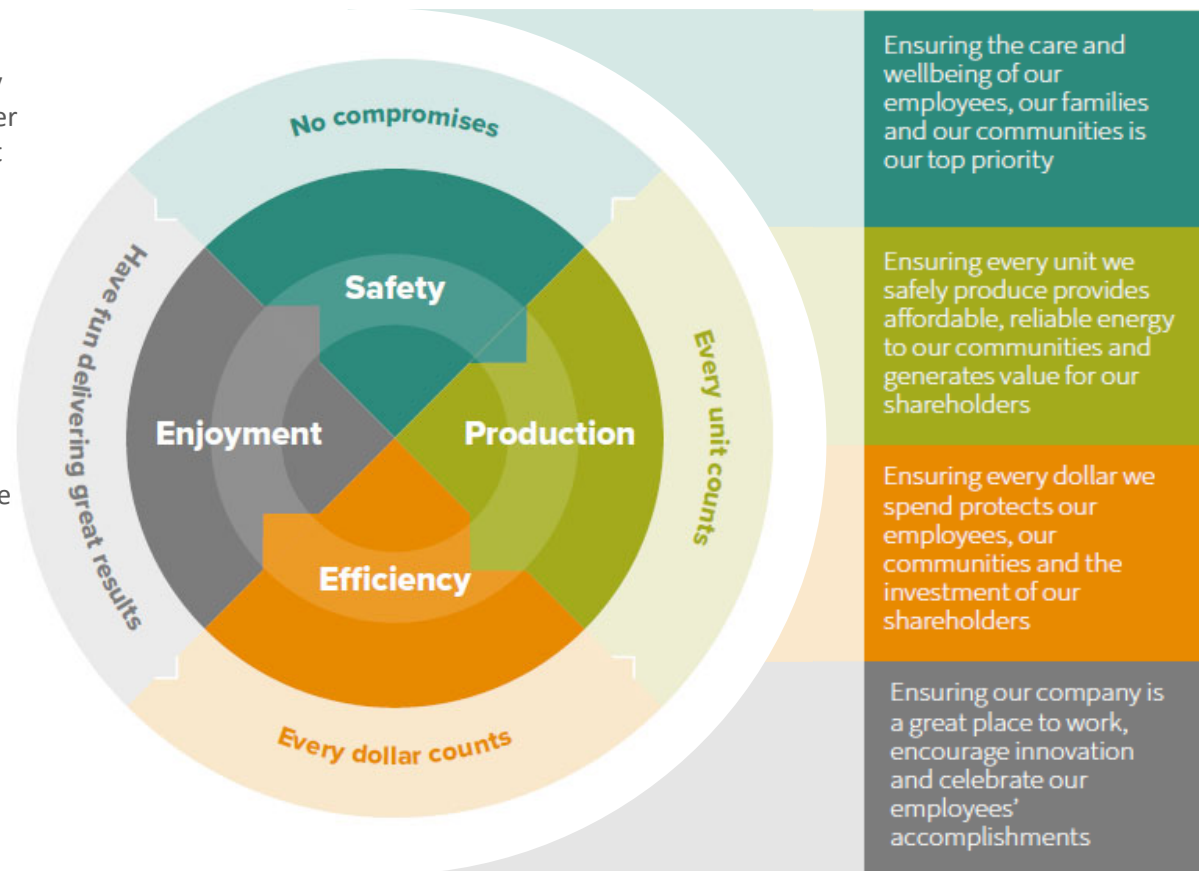 er
No compromises
Safety
Have fun delivering great results
Enjoyment
Production
Every unit counts
Efficiency
Every dollar counts
Ensuring the care and
wellbeing of our
employees, our families
and our communities is
our top priority
Ensuring every unit we
safely produce provides
affordable, reliable energy
to our communities and
generates value for our
shareholders
Ensuring every dollar we
spend protects our
employees, our
communities and the
investment of our
shareholders
Ensuring our company is
a great place to work,
encourage innovation
and celebrate our
employees’
accomplishments